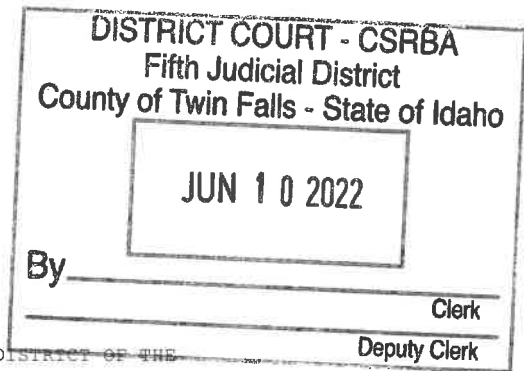 DISTRICT COURT - CSRBA
Fifth Judicial District
County of Twin Falls - State of Idaho
JUN 1 0 2022
By
Clerk
Deputy Clerk
DISTRICT OF THE